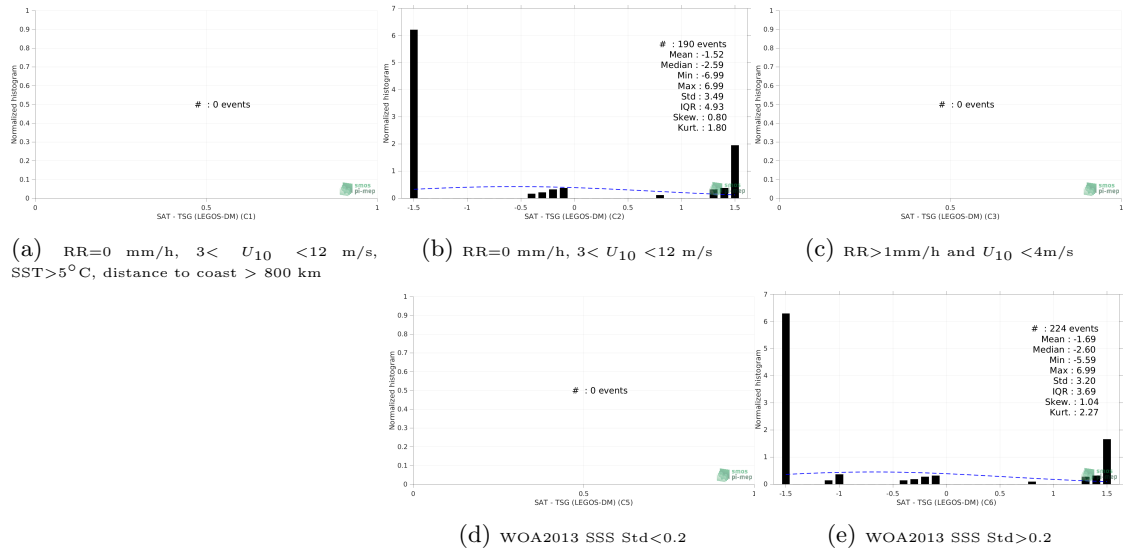 1
0.9
0.8
0.7
0.6
0.5
0.4
0.3
0.2
0.1
0
Normalized histogram
# : 0 events
smos
pi-mep
0 0.5 1
SAT - TSG (LEGOS-DM) (C1)
(a) RR=0 mm/h, 3< U10 <12 m/s,
SST>5°C, distance to coast > 800 km
7
6
5
4
3
2
1
0
Normalized histogram
# : 190 events
Mean : -1.52
Median : -2.59
Min : -6.99
Max : 6.99
Std : 3.49
IQR : 4.93
Skew. : 0.80
Kurt. : 1.80
smos
pi-mep
-1.5 -1 -0.5 0 0.5 1 1.5
SAT - TSG (LEGOS-DM) (C2)
(b) RR=0 mm/h, 3< U10 <12 m/s
1
0.9
0.8
0.7
0.6
0.5
0.4
0.3
0.2
0.1
0
Normalized histogram
# : 0 events
smos
pi-mep
0 0.5 1
SAT - TSG (LEGOS-DM) (C3)
(c) RR>1mm/h and U10 <4m/s
1
0.9
0.8
0.7
0.6
0.5
0.4
0.3
0.2
0.1
0
Normalized histogram
# : 0 events
smos
pi-mep
0 0.5 1
SAT - TSG (LEGOS-DM) (C5)
(d) WOA2013 SSS Std<0.2
7
6
5
4
3
2
1
0
Normalized histogram
# : 224 events
Mean : -1.69
Median : -2.60
Min : -5.59
Max : 6.99
Std : 3.20
IQR : 3.69
Skew. : 1.04
Kurt. : 2.27
smos
pi-mep
-1.5 -1 -0.5 0 0.5 1 1.5
SAT - TSG (LEGOS-DM) (C6)
(e) WOA2013 SSS Std>0.2